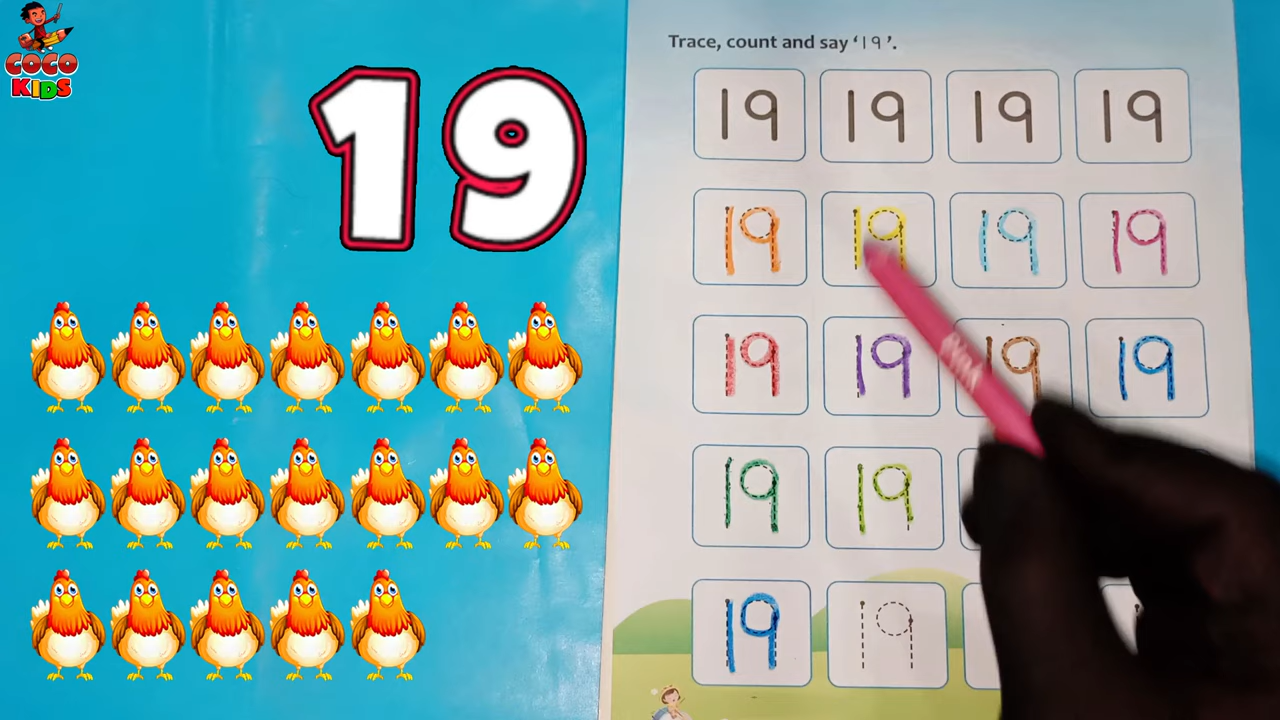 COCO
KIDS
19
Trace, count and say ‘19’.
19 19 19 19
19 19 19 19
19 19 19 19
19 19
19 19